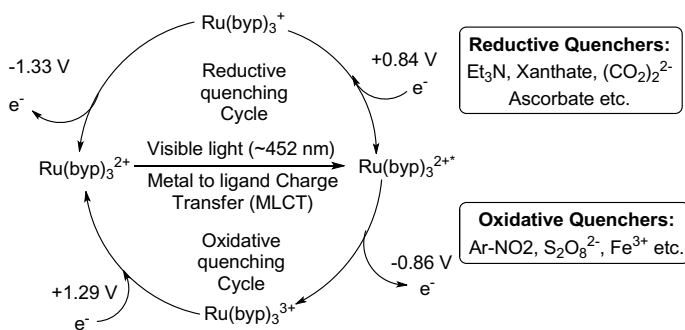 Ru(byp)₃⁺
-1.33 V
e⁻
Reductive
quenching
Cycle
+0.84 V
e⁻
Reductive Quenchers:
Et₃N, Xanthate, (CO₂)₂²⁻
Ascorbate etc.
Ru(byp)₃²⁺
Visible light (~452 nm)
Metal to ligand Charge
Transfer (MLCT)
Ru(byp)₃²⁺*
Oxidative
quenching
Cycle
+1.29 V
e⁻
Ru(byp)₃³⁺
-0.86 V
e⁻
Oxidative Quenchers:
Ar-NO2, S₂O₈²⁻, Fe³⁺ etc.